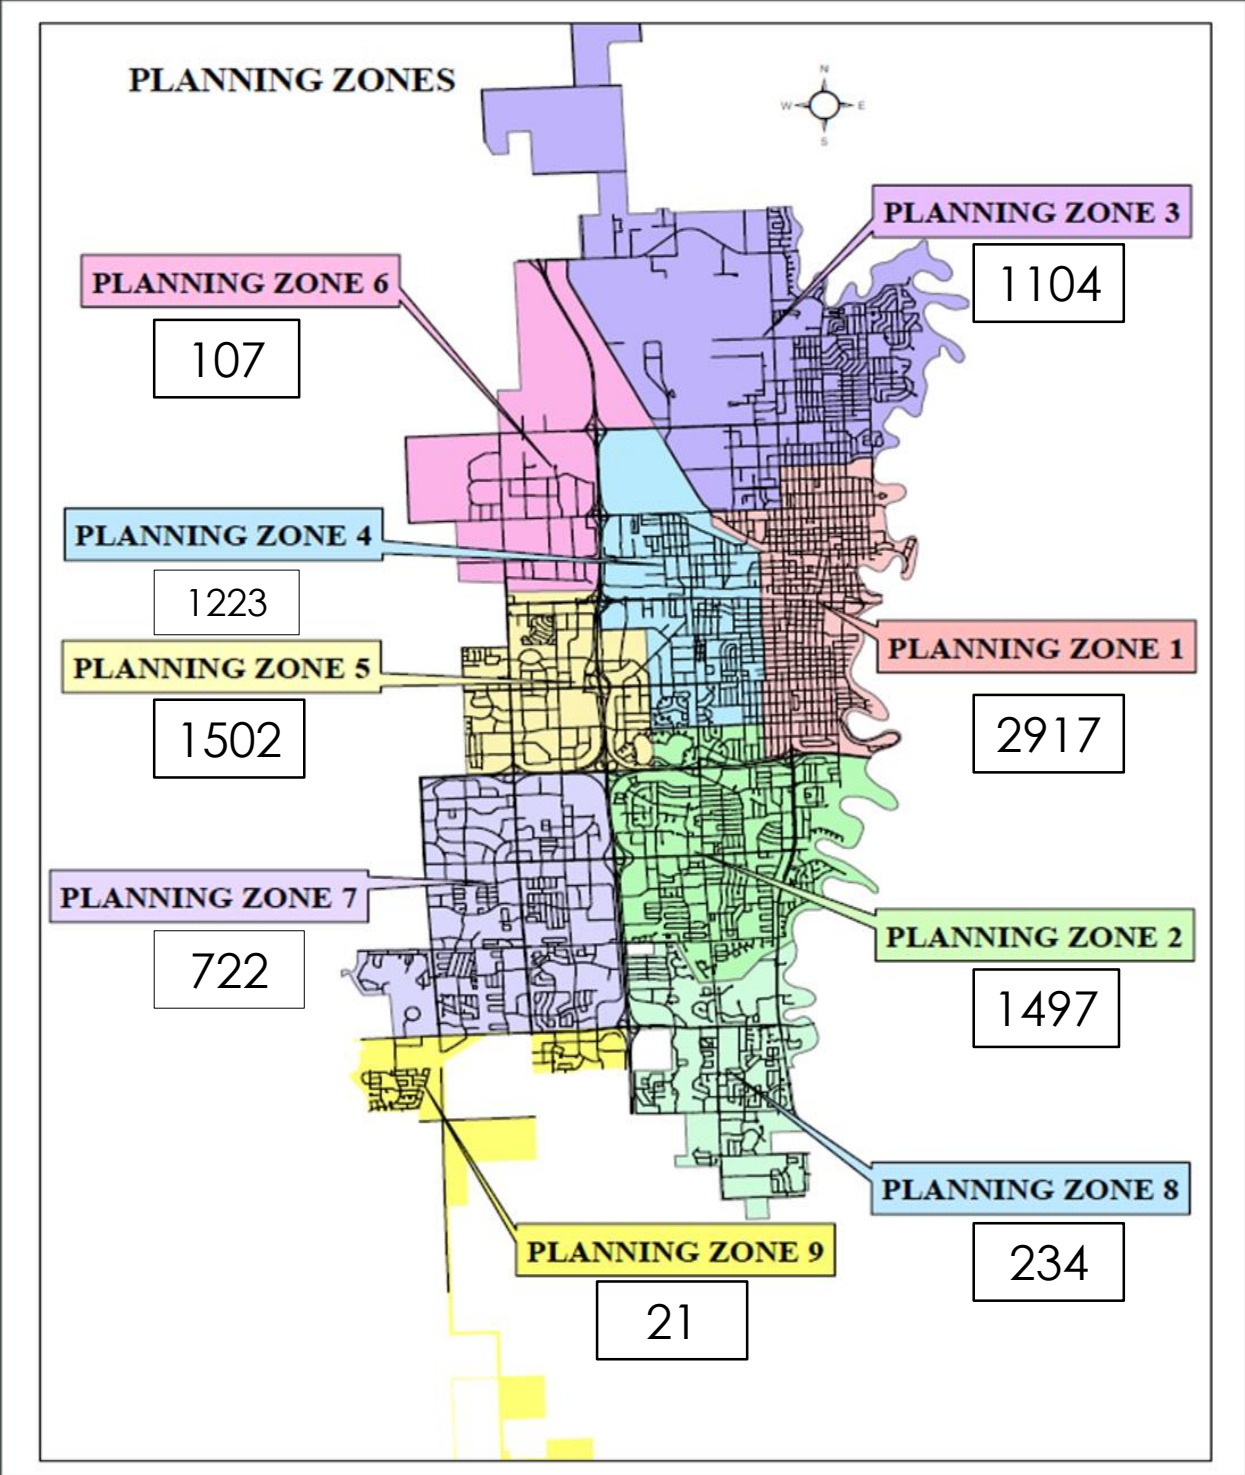 PLANNING ZONES
N
W E
S
PLANNING ZONE 3
1104
PLANNING ZONE 6
107
PLANNING ZONE 4
1223
PLANNING ZONE 5
1502
PLANNING ZONE 1
2917
PLANNING ZONE 7
722
PLANNING ZONE 2
1497
PLANNING ZONE 8
234
PLANNING ZONE 9
21